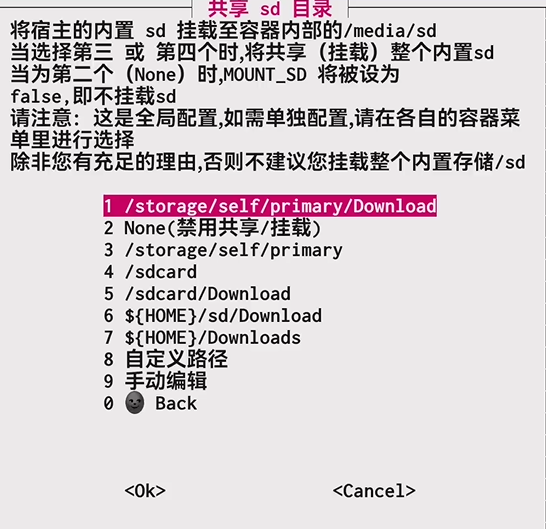 共享 sd 目录
将宿主的内置 sd 挂载至容器内部的/media/sd
当选择第三 或 第四个时,将共享（挂载）整个内置sd
当为第二个（None）时,MOUNT_SD 将被设为
false,即不挂载sd
请注意: 这是全局配置,如需单独配置,请在各自的容器菜
单里进行选择
除非您有充足的理由,否则不建议您挂载整个内置存储/sd
1 /storage/self/primary/Download
2 None(禁用共享/挂载)
3 /storage/self/primary
4 /sdcard
5 /sdcard/Download
6 ${HOME}/sd/Download
7 ${HOME}/Downloads
8 自定义路径
9 手动编辑
0 🌚 Back
<Ok> <Cancel>